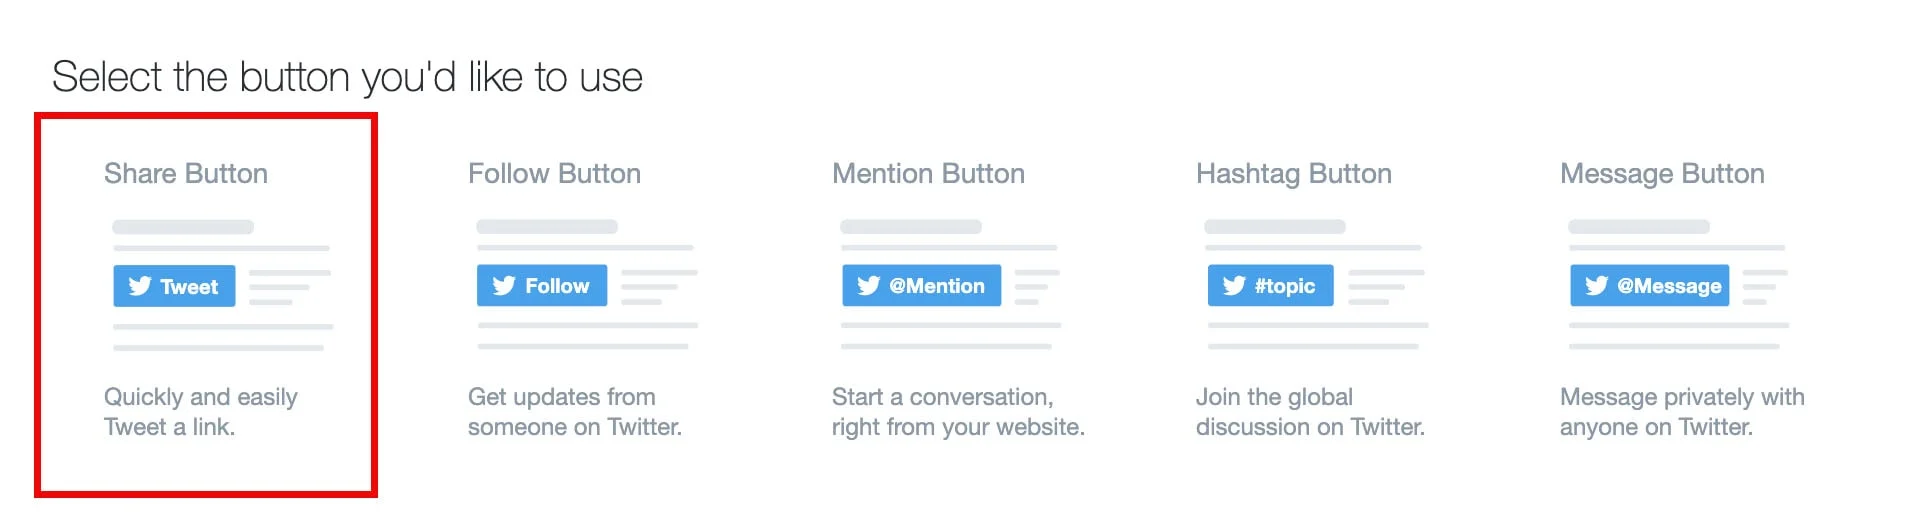 Select the button you'd like to use
Share Button
Tweet
Quickly and easily
Tweet a link.
Follow Button
Follow
Get updates from
someone on Twitter.
Mention Button
@Mention
Start a conversation,
right from your website.
Hashtag Button
#topic
Join the global
discussion on Twitter.
Message Button
@Message
Message privately with
anyone on Twitter.